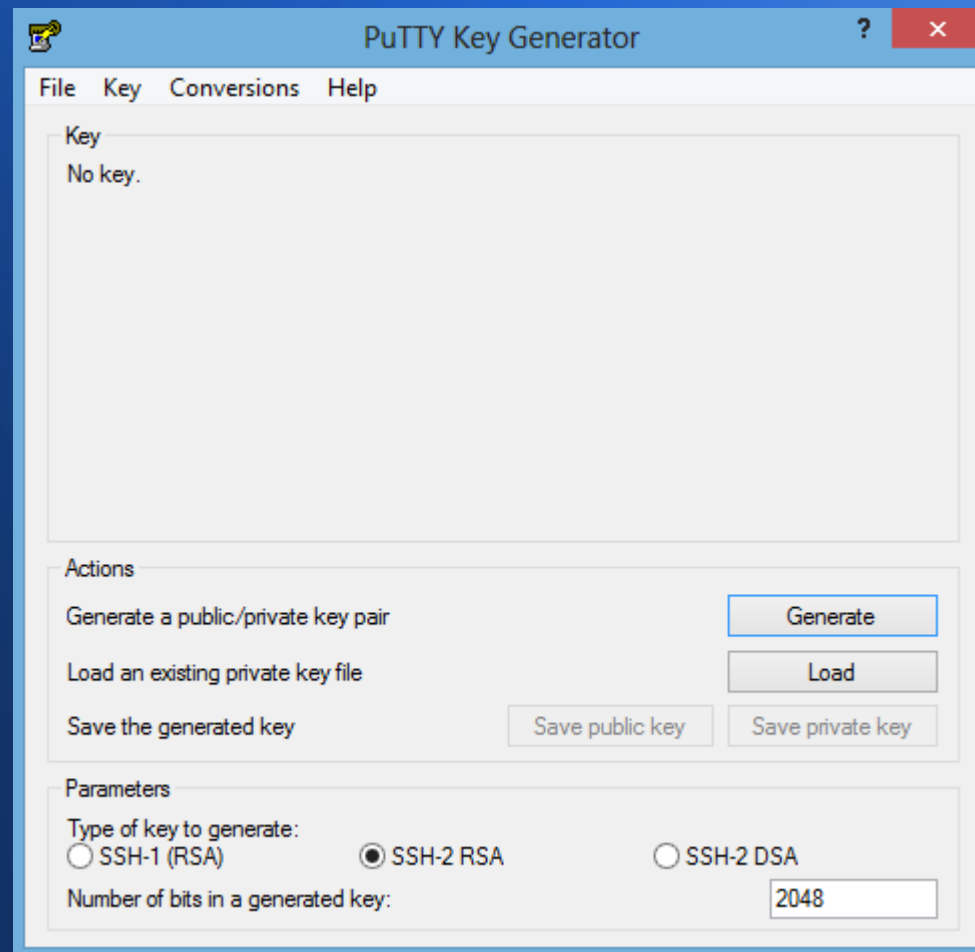 PuTTY Key Generator ? ×
File Key Conversions Help
Key
No key.
Actions
Generate a public/private key pair Generate
Load an existing private key file Load
Save the generated key Save public key Save private key
Parameters
Type of key to generate:
SSH-1 (RSA) SSH-2 RSA SSH-2 DSA
Number of bits in a generated key: 2048